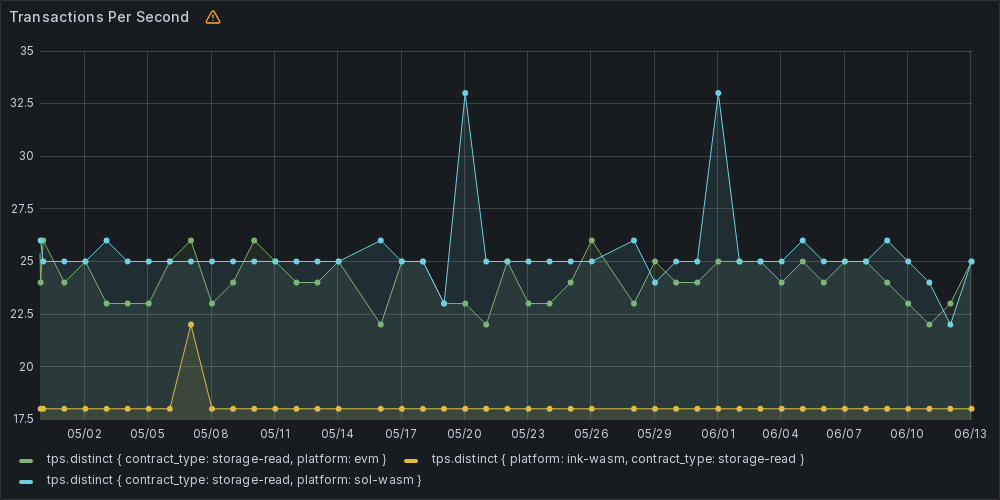 Transactions Per Second
35
32.5
30
27.5
25
22.5
20
17.5
05/02 05/05 05/08 05/11 05/14 05/17 05/20 05/23 05/26 05/29 06/01 06/04 06/07 06/10 06/13
tps.distinct { contract_type: storage-read, platform: evm } tps.distinct { platform: ink-wasm, contract_type: storage-read }
tps.distinct { contract_type: storage-read, platform: sol-wasm }